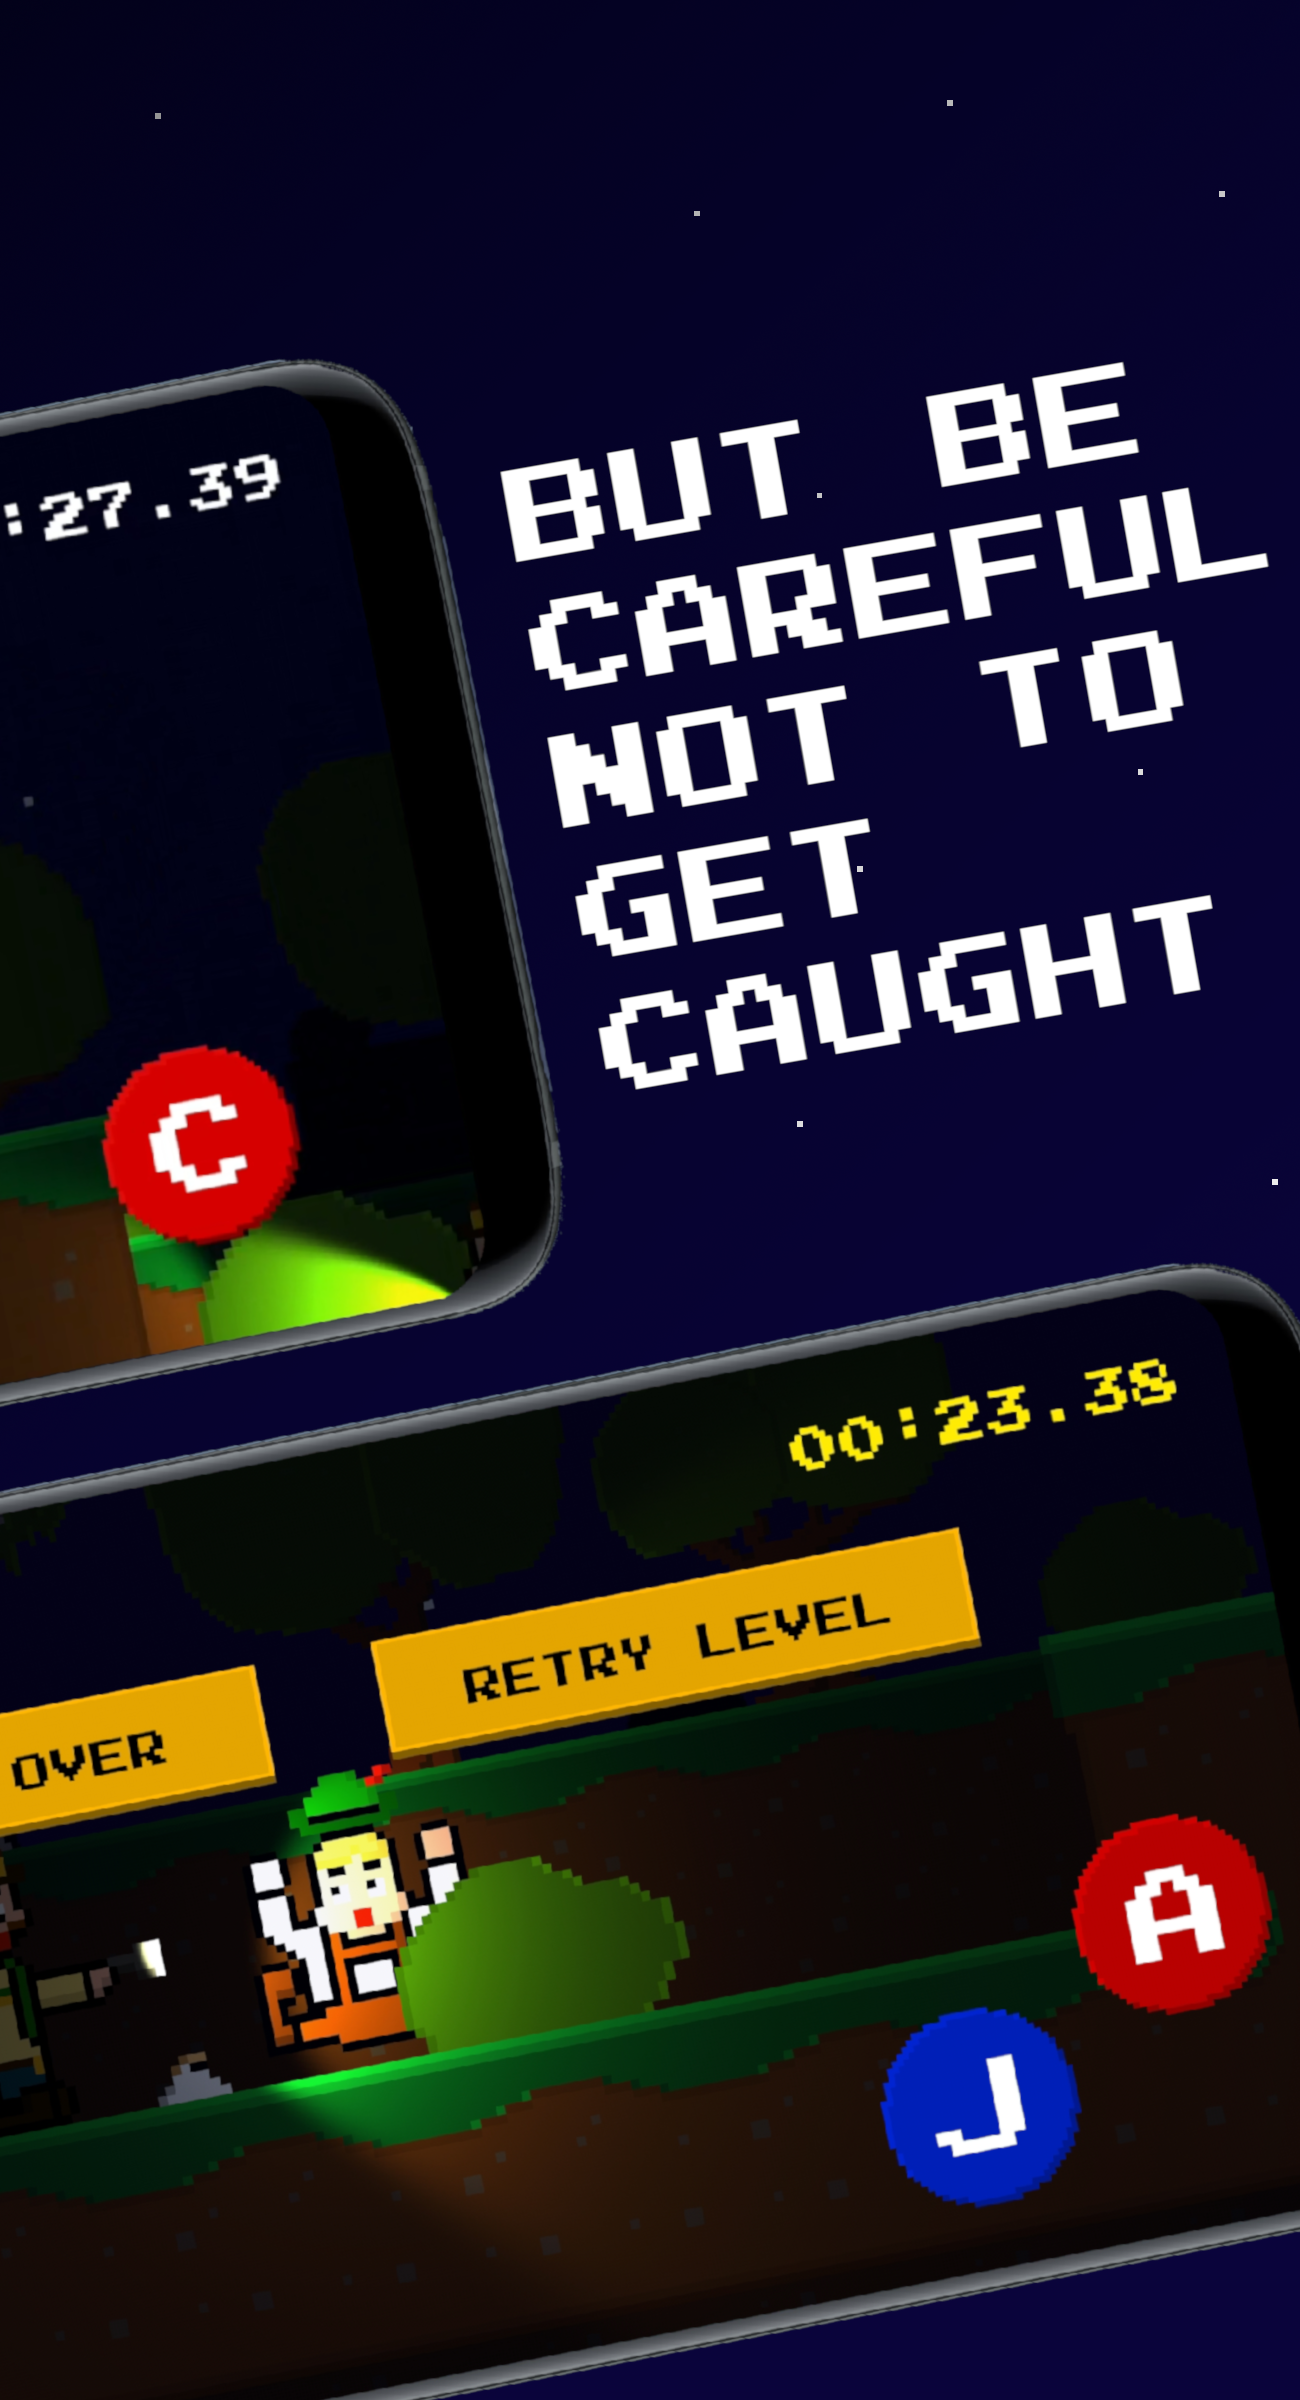 :27.39
BUT BE
CAREFUL
NOT TO
GET
CAUGHT
C
00:23.38
RETRY LEVEL
OVER
A
J